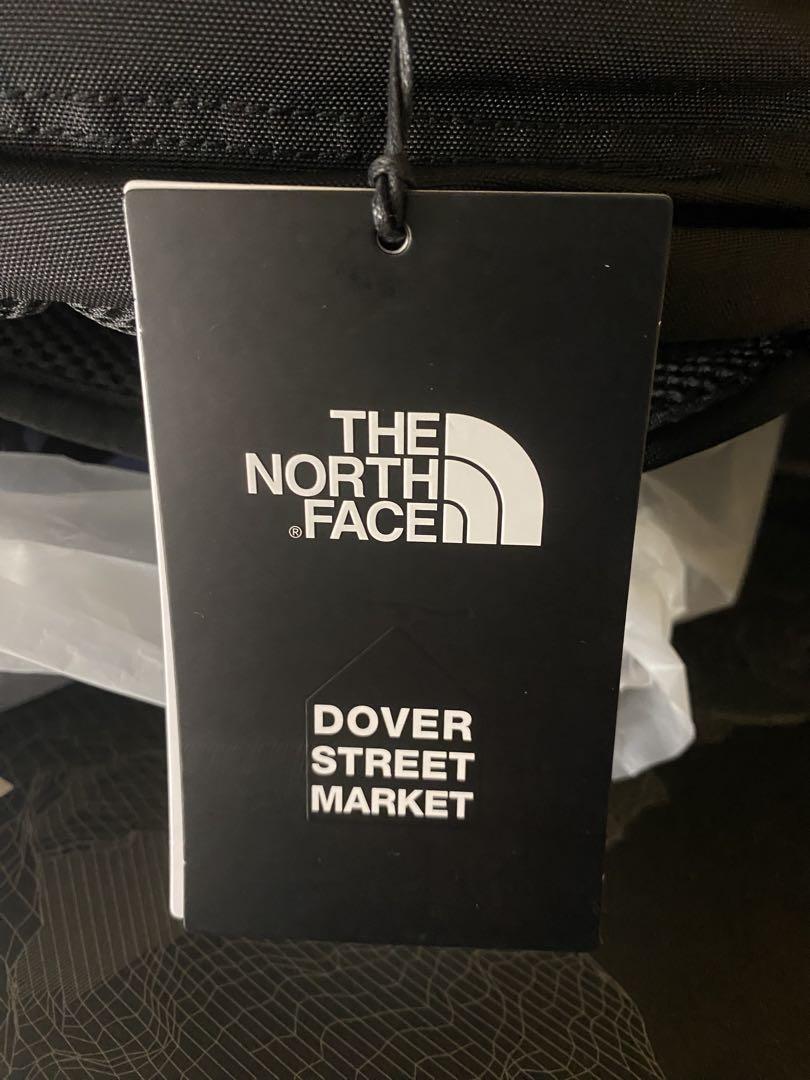 THE
NORTH
® FACE
DOVER
STREET
MARKET